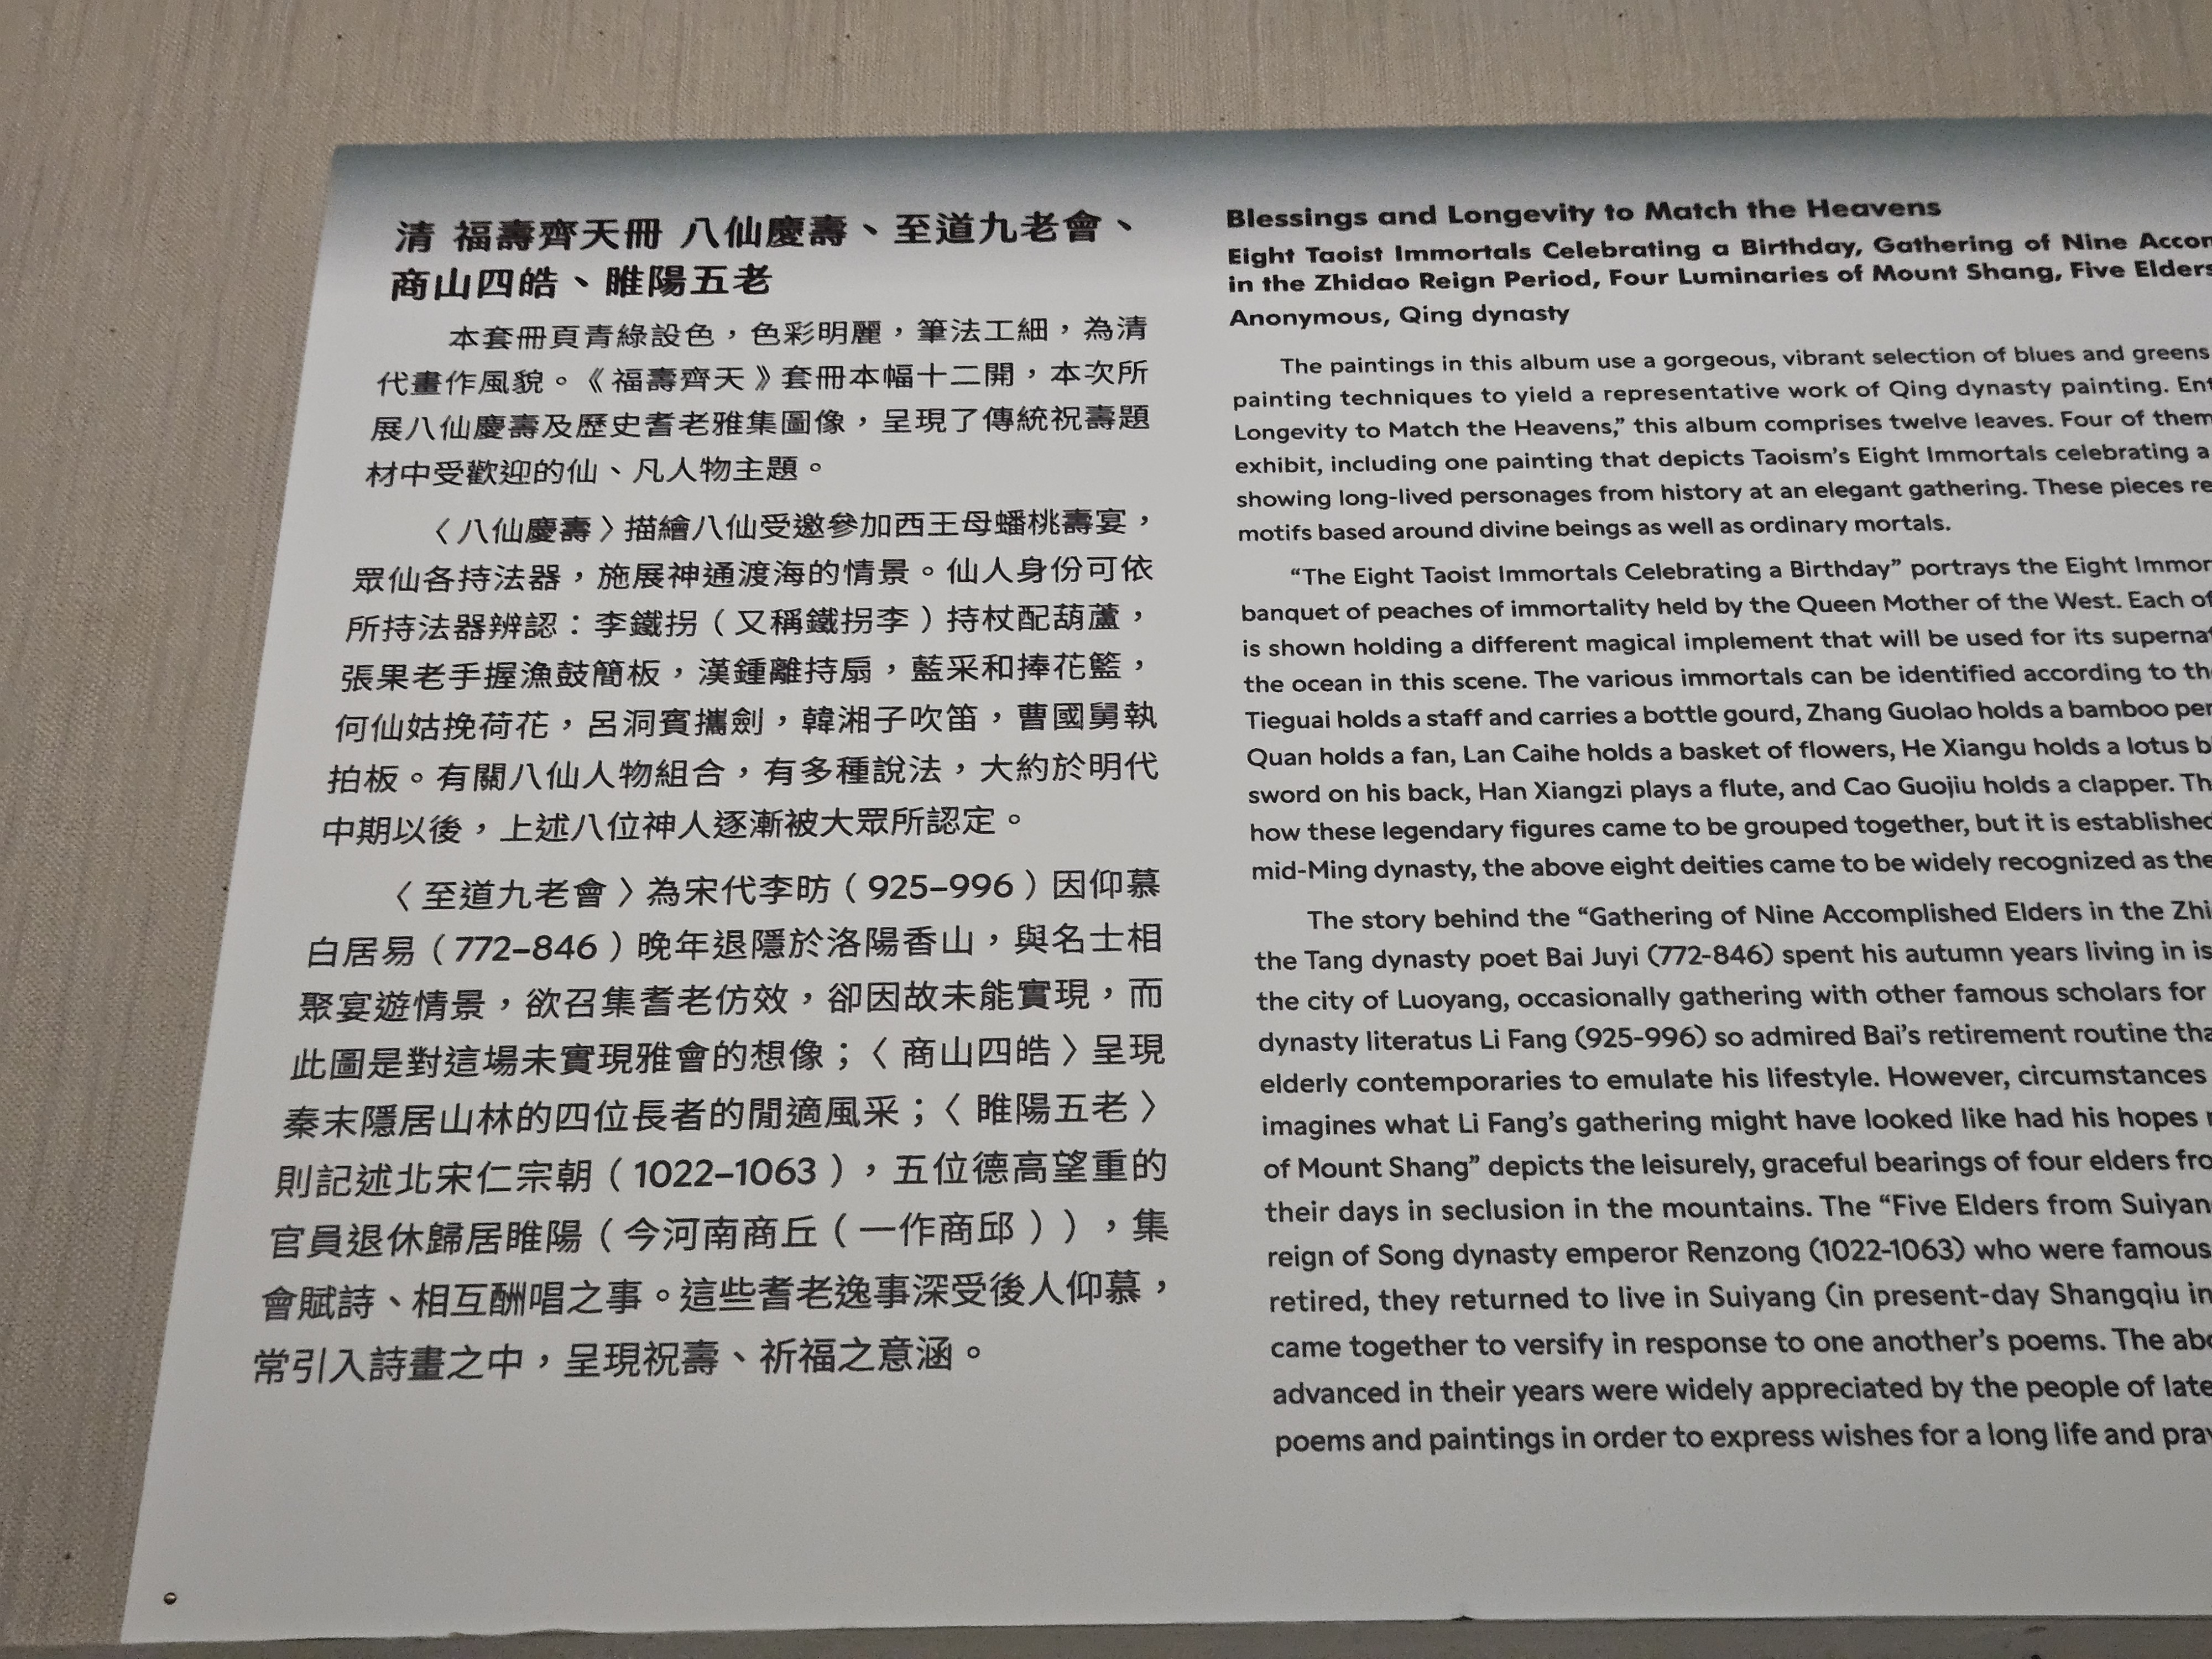 清 福壽齊天冊 八仙慶壽、至道九老會、
商山四皓、睢陽五老
本套冊頁青綠設色，色彩明麗，筆法工細，為清
代畫作風貌。《福壽齊天》套冊本幅十二開，本次所
展八仙慶壽及歷史耆老雅集圖像，呈現了傳統祝壽題
材中受歡迎的仙、凡人物主題。
〈八仙慶壽〉描繪八仙受邀參加西王母蟠桃壽宴，
眾仙各持法器，施展神通渡海的情景。仙人身份可依
所持法器辨認：李鐵拐（又稱鐵拐李）持杖配葫蘆，
張果老手握漁鼓簡板，漢鍾離持扇，藍采和捧花籃，
何仙姑挽荷花，呂洞賓攜劍，韓湘子吹笛，曹國舅執
拍板。有關八仙人物組合，有多種說法，大約於明代
中期以後，上述八位神人逐漸被大眾所認定。
〈至道九老會〉為宋代李昉（925–996）因仰慕
白居易（772–846）晚年退隱於洛陽香山，與名士相
聚宴遊情景，欲召集耆老仿效，卻因故未能實現，而
此圖是對這場未實現雅會的想像；〈商山四皓〉呈現
秦末隱居山林的四位長者的閒適風采；〈睢陽五老〉
則記述北宋仁宗朝（1022–1063），五位德高望重的
官員退休歸居睢陽（今河南商丘（一作商邱）），集
會賦詩、相互酬唱之事。這些耆老逸事深受後人仰慕，
常引入詩畫之中，呈現祝壽、祈福之意涵。
Blessings and Longevity to Match the Heavens
Eight Taoist Immortals Celebrating a Birthday, Gathering of Nine
in the Zhidao Reign Period, Four Luminaries of Mount Shang, Five Elders
Anonymous, Qing dynasty
The paintings in this album use a gorgeous, vibrant selection of blues and greens
painting techniques to yield a representative work of Qing dynasty painting.
Longevity to Match the Heavens,” this album comprises twelve leaves. Four of them
exhibit, including one painting that depicts Taoism’s Eight Immortals celebrating a
showing long-lived personages from history at an elegant gathering. These pieces
motifs based around divine beings as well as ordinary mortals.
“The Eight Taoist Immortals Celebrating a Birthday” portrays the Eight
banquet of peaches of immortality held by the Queen Mother of the West. Each of
is shown holding a different magical implement that will be used for its
the ocean in this scene. The various immortals can be identified according to
Tieguai holds a staff and carries a bottle gourd, Zhang Guolao holds a bamboo
Quan holds a fan, Lan Caihe holds a basket of flowers, He Xiangu holds a lotus
sword on his back, Han Xiangzi plays a flute, and Cao Guojiu holds a clapper.
how these legendary figures came to be grouped together, but it is established
mid-Ming dynasty, the above eight deities came to be widely recognized as the
The story behind the “Gathering of Nine Accomplished Elders in the
the Tang dynasty poet Bai Juyi (772-846) spent his autumn years living in
the city of Luoyang, occasionally gathering with other famous scholars for
dynasty literatus Li Fang (925-996) so admired Bai’s retirement routine
elderly contemporaries to emulate his lifestyle. However, circumstances
imagines what Li Fang’s gathering might have looked like had his hopes
of Mount Shang” depicts the leisurely, graceful bearings of four elders
their days in seclusion in the mountains. The “Five Elders from
reign of Song dynasty emperor Renzong (1022-1063) who were famous
retired, they returned to live in Suiyang (in present-day Shangqiu in
came together to versify in response to one another’s poems. The
advanced in their years were widely appreciated by the people of
poems and paintings in order to express wishes for a long life and